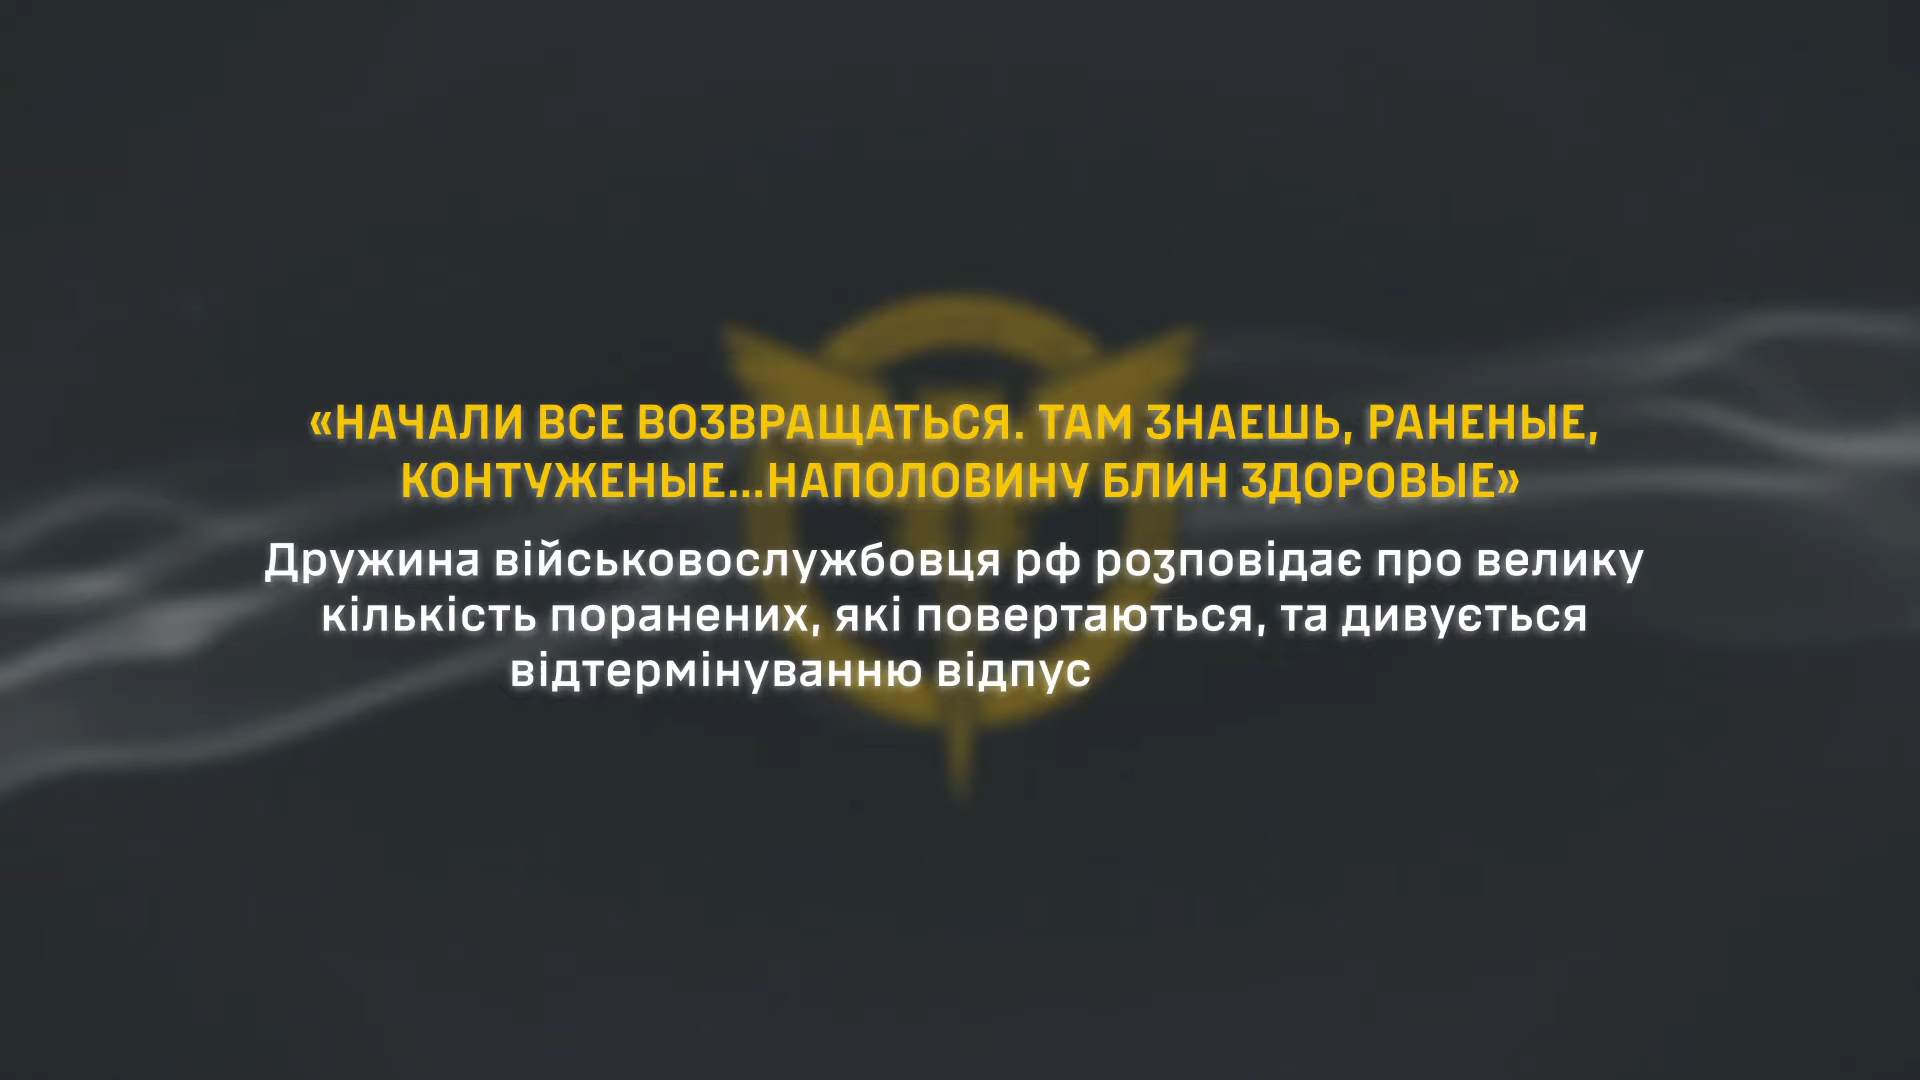 «НАЧАЛИ ВСЕ ВОЗВРАЩАТЬСЯ. ТАМ ЗНАЕШЬ, РАНЕНЫЕ,
КОНТУЖЕНЫЕ...НАПОЛОВИНУ БЛИН ЗДОРОВЫЕ»
Дружина військовослужбовця рф розповідає про велику
кількість поранених, які повертаються, та дивується
відтермінуванню відпус